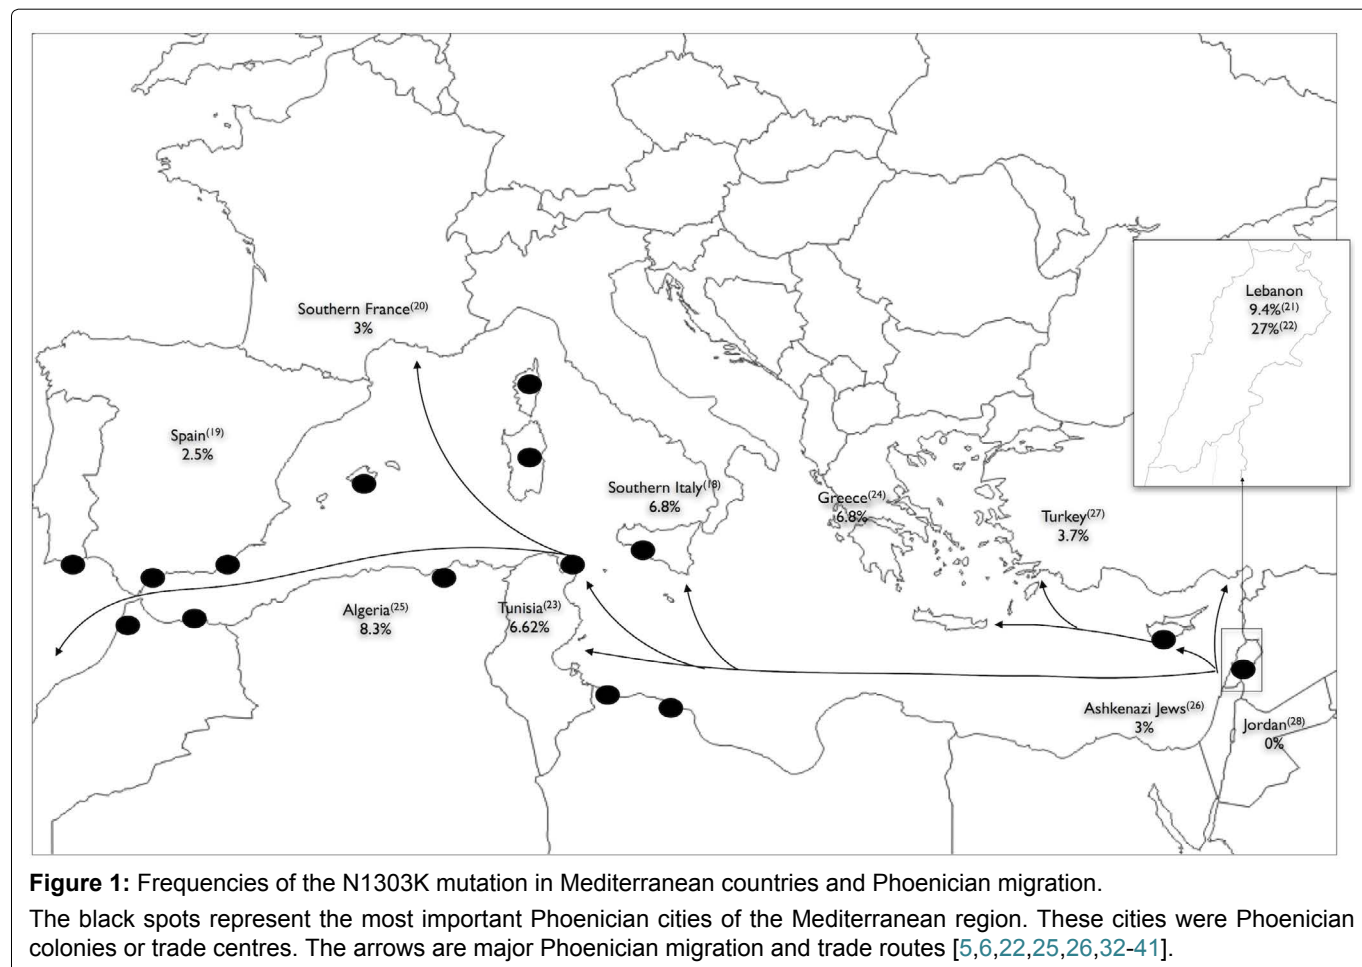 Southern France(20)
3%
Lebanon
9.4%(21)
27%(22)
Spain(19)
2.5%
Southern Italy(18)
6.8%
Greece(24)
6.8%
Turkey(27)
3.7%
Algeria(25)
8.3%
Tunisia(23)
6.62%
Ashkenazi Jews(26)
3%
Jordan(28)
0%
Figure 1: Frequencies of the N1303K mutation in Mediterranean countries and Phoenician migration.
The black spots represent the most important Phoenician cities of the Mediterranean region. These cities were Phoenician
colonies or trade centres. The arrows are major Phoenician migration and trade routes [5,6,22,25,26,32-41].